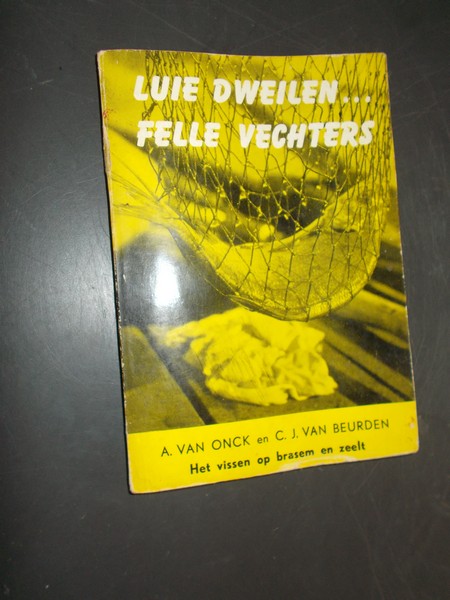 LUIE DWEILEN...
FELLE VECHTERS
A. VAN ONCK en C. J. VAN BEURDEN
Het vissen op brasem en zeelt